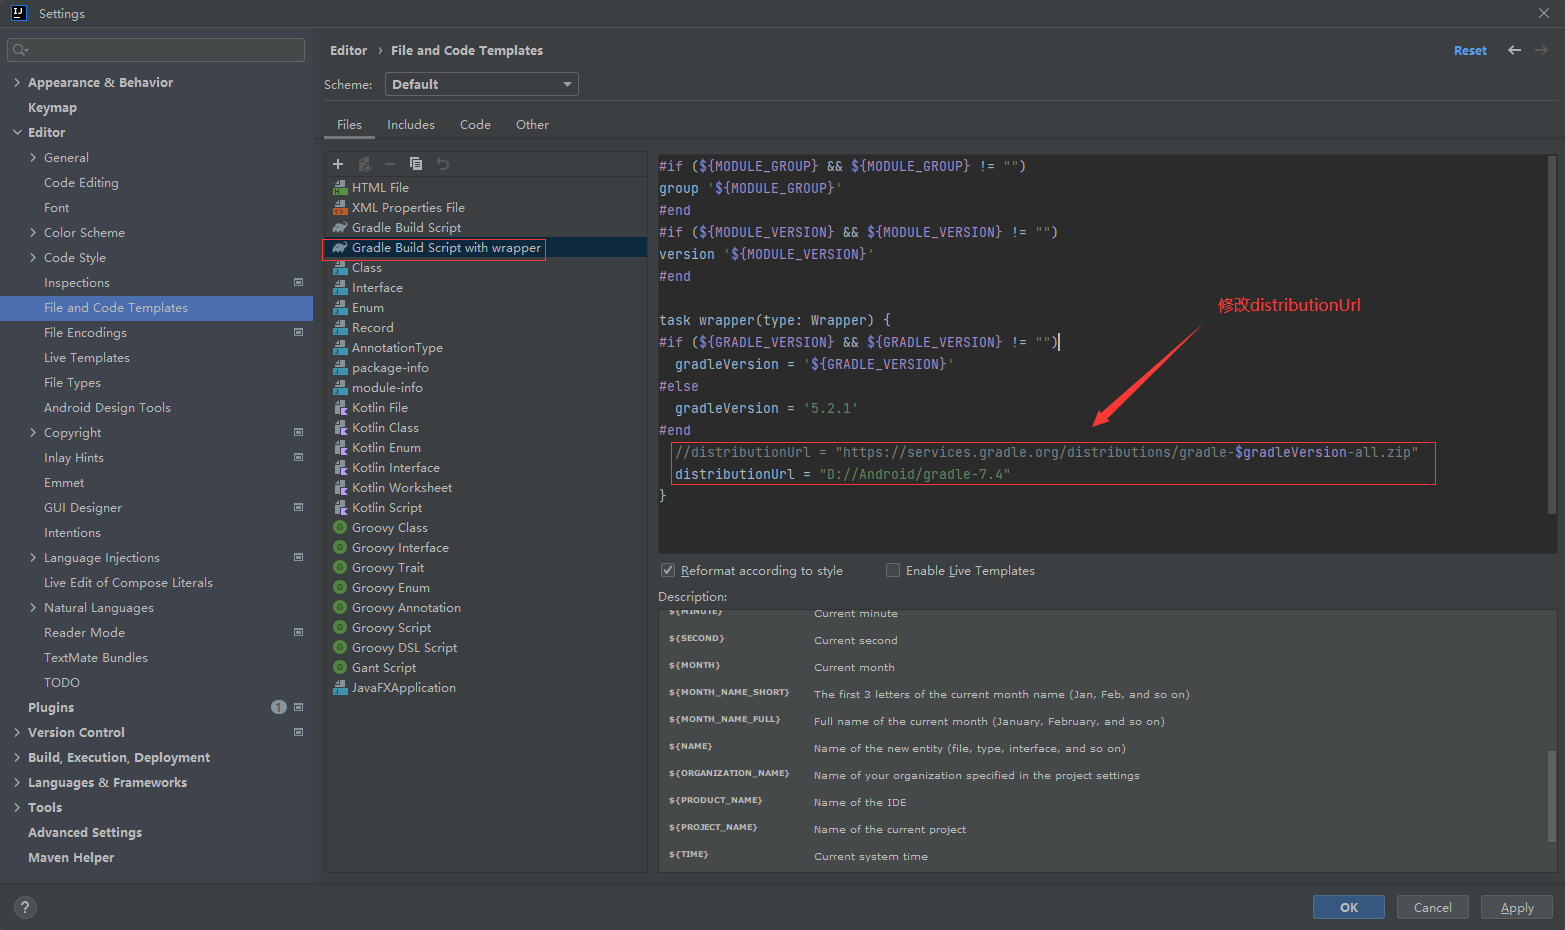 Settings
Appearance & Behavior
Keymap
Editor
General
Code Editing
Font
Color Scheme
Code Style
Inspections
File and Code Templates
File Encodings
Live Templates
File Types
Android Design Tools
Copyright
Inlay Hints
Emmet
GUI Designer
Intentions
Language Injections
Live Edit of Compose Literals
Natural Languages
Reader Mode
TextMate Bundles
TODO
Plugins 1
Version Control
Build, Execution, Deployment
Languages & Frameworks
Tools
Advanced Settings
Maven Helper
Editor › File and Code Templates
Reset
Scheme: Default
Files Includes Code Other
HTML File
XML Properties File
Gradle Build Script
Gradle Build Script with wrapper
Class
Interface
Enum
Record
AnnotationType
package-info
module-info
Kotlin File
Kotlin Class
Kotlin Enum
Kotlin Interface
Kotlin Worksheet
Kotlin Script
Groovy Class
Groovy Interface
Groovy Trait
Groovy Enum
Groovy Annotation
Groovy Script
Groovy DSL Script
Gant Script
JavaFXApplication
#if (${MODULE_GROUP} && ${MODULE_GROUP} != "")
group '${MODULE_GROUP}'
#end
#if (${MODULE_VERSION} && ${MODULE_VERSION} != "")
version '${MODULE_VERSION}'
#end
task wrapper(type: Wrapper) {
#if (${GRADLE_VERSION} && ${GRADLE_VERSION} != "")
gradleVersion = '${GRADLE_VERSION}'
#else
gradleVersion = '5.2.1'
#end
//distributionUrl = "https://services.gradle.org/distributions/gradle-$gradleVersion-all.zip"
distributionUrl = "D://Android/gradle-7.4"
}
修改distributionUrl
Reformat according to style
Enable Live Templates
Description:
${MINUTE} Current minute
${SECOND} Current second
${MONTH} Current month
${MONTH_NAME_SHORT} The first 3 letters of the current month name (Jan, Feb, and so on)
${MONTH_NAME_FULL} Full name of the current month (January, February, and so on)
${NAME} Name of the new entity (file, type, interface, and so on)
${ORGANIZATION_NAME} Name of your organization specified in the project settings
${PRODUCT_NAME} Name of the IDE
${PROJECT_NAME} Name of the current project
${TIME} Current system time
?
OK Cancel Apply